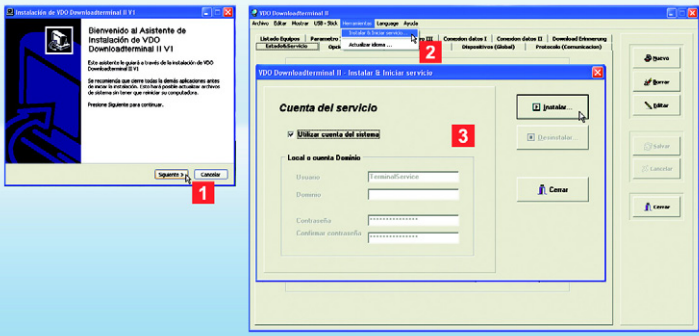 Instalación de VDO Downloadterminal II V1
Bienvenido al Asistente de
Instalación de VDO
Downloadterminal II V1
Este asistente le guiará a través de la instalación de VDO
Downloadterminal II V1.
Se recomienda que cierre todas las demás aplicaciones antes
de iniciar la instalación. Esto hará posible actualizar archivos
de sistema sin tener que reiniciar su computadora.
Presione Siguiente para continuar.
Siguiente >
Cancelar
1
VDO Downloadterminal II
Archivo Editar Mostrar USB-Stick Herramientas Language Ayuda
Instalar & Iniciar servicio...
Actualizar idioma ...
2
Listado Equipos Parametro III Conexdon datos I Conexdon datos II Download Erinnerung
Estado&Servicio Opci Dispositivos (Global) Protocolo (Comunicacion)
VDO Downloadterminal II - Instalar & Iniciar servicio
Cuenta del servicio
Utilizar cuenta del sistema
3
Local o cuenta Dominio
Usuario TerminalService
Dominio
Contraseña **************
Confirmar contraseña **************
Instalar...
Desinstalar...
Cerrar
Nuevo
Borrar
Editar
Salvar
Cancelar
Cerrar